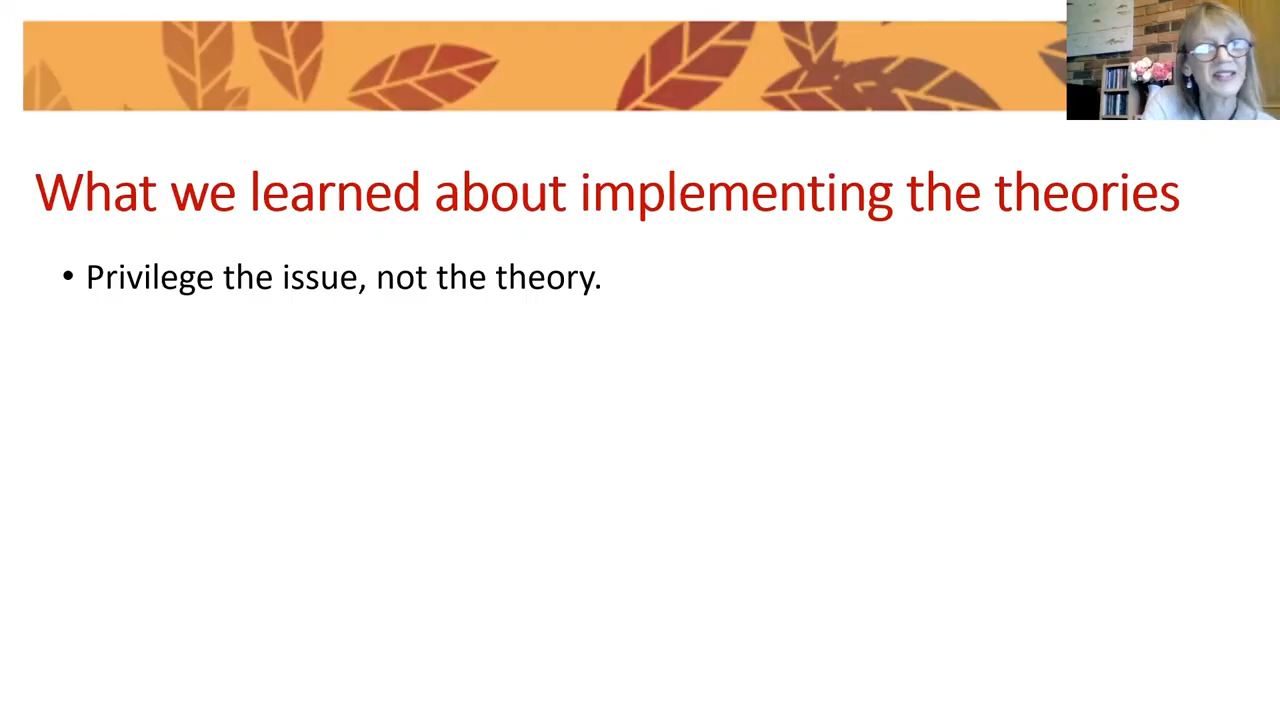 What we learned about implementing the theories
• Privilege the issue, not the theory.